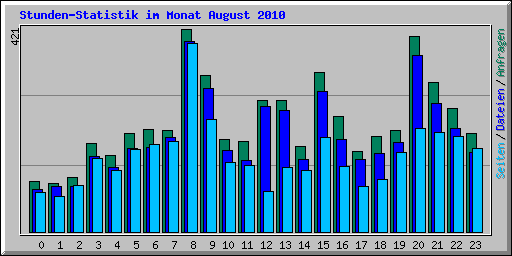 Stunden-Statistik im Monat August 2010
421
Seiten/Dateien/Anfragen
0 1 2 3 4 5 6 7 8 9 10 11 12 13 14 15 16 17 18 19 20 21 22 23